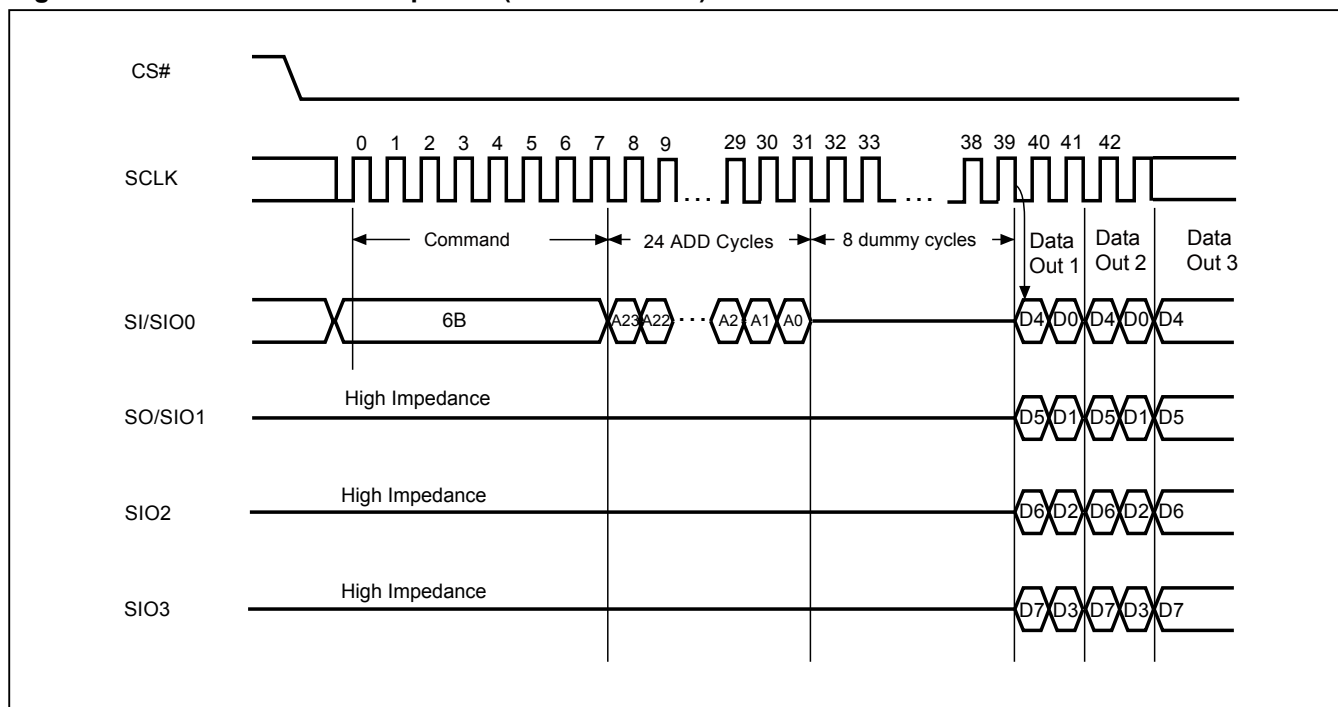 CS#
0 1 2 3 4 5 6 7 8 9 29 30 31 32 33 38 39 40 41 42
SCLK
Command 24 ADD Cycles 8 dummy cycles Data Out 1 Data Out 2 Data Out 3
SI/SIO0 6B A23 A22 A2 A1 A0 D4 D0 D4 D0 D4
High Impedance
SO/SIO1 D5 D1 D5 D1 D5
High Impedance
SIO2 D6 D2 D6 D2 D6
High Impedance
SIO3 D7 D3 D7 D3 D7